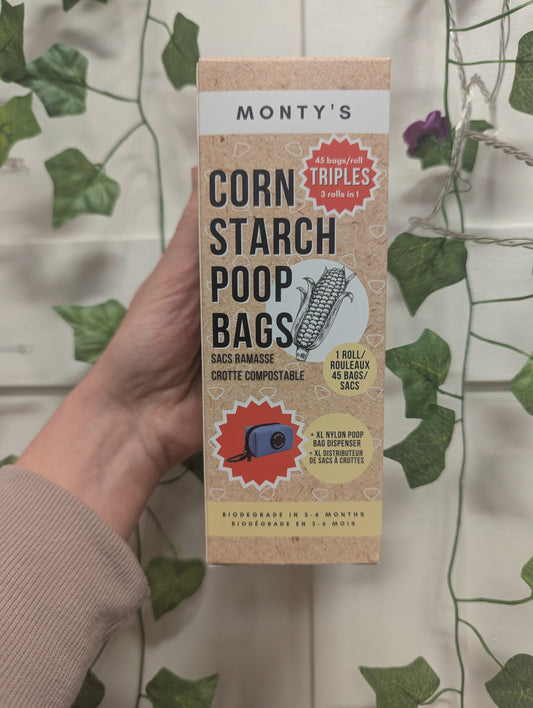 MONTY'S
45 bags/roll
TRIPLES
3 rolls in 1
CORN
STARCH
POOP
BAGS
SACS RAMASSE
CROTTE COMPOSTABLE
1 ROLL/
ROULEAUX
45 BAGS/
SACS
+ XL NYLON POOP
BAG DISPENSER
+ XL DISTRIBUTEUR
DE SACS À CROTTES
BIODEGRADE IN 3-6 MONTHS
BIODÉGRADE EN 3-6 MOIS